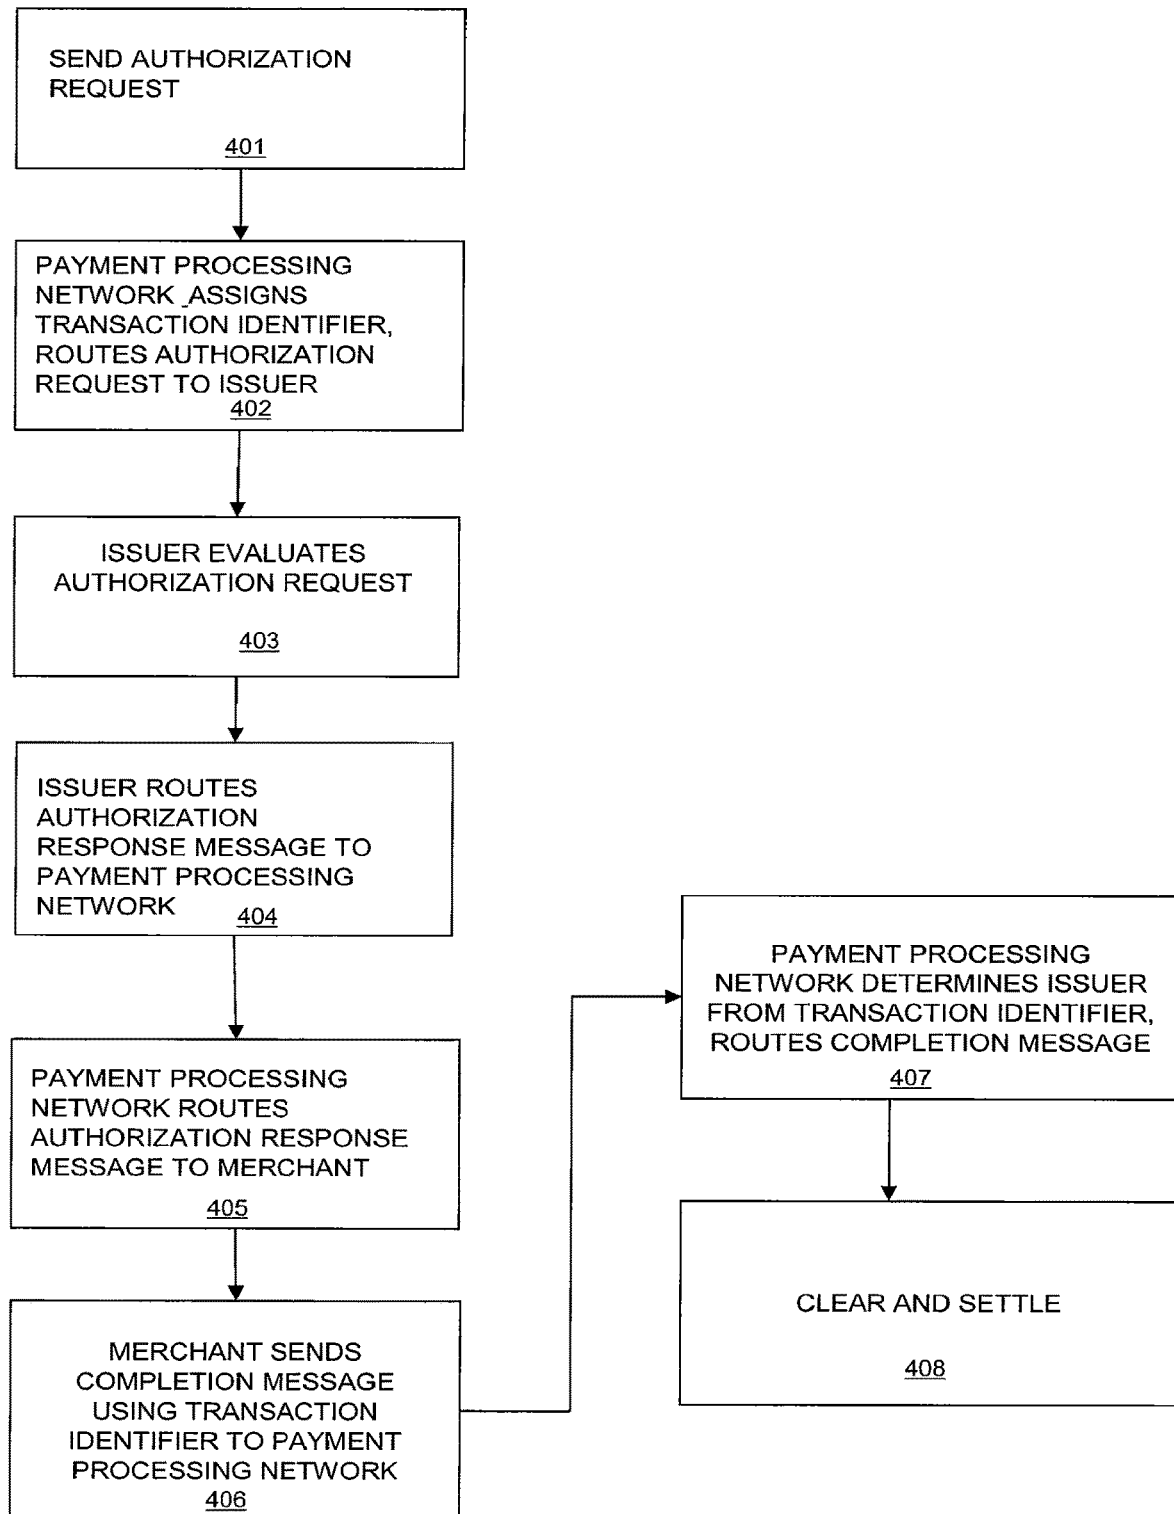 SEND AUTHORIZATION
REQUEST
401
PAYMENT PROCESSING
NETWORK ASSIGNS
TRANSACTION IDENTIFIER,
ROUTES AUTHORIZATION
REQUEST TO ISSUER
402
ISSUER EVALUATES
AUTHORIZATION REQUEST
403
ISSUER ROUTES
AUTHORIZATION
RESPONSE MESSAGE TO
PAYMENT PROCESSING
NETWORK
404
PAYMENT PROCESSING
NETWORK ROUTES
AUTHORIZATION RESPONSE
MESSAGE TO MERCHANT
405
MERCHANT SENDS
COMPLETION MESSAGE
USING TRANSACTION
IDENTIFIER TO PAYMENT
PROCESSING NETWORK
406
PAYMENT PROCESSING
NETWORK DETERMINES ISSUER
FROM TRANSACTION IDENTIFIER,
ROUTES COMPLETION MESSAGE
407
CLEAR AND SETTLE
408